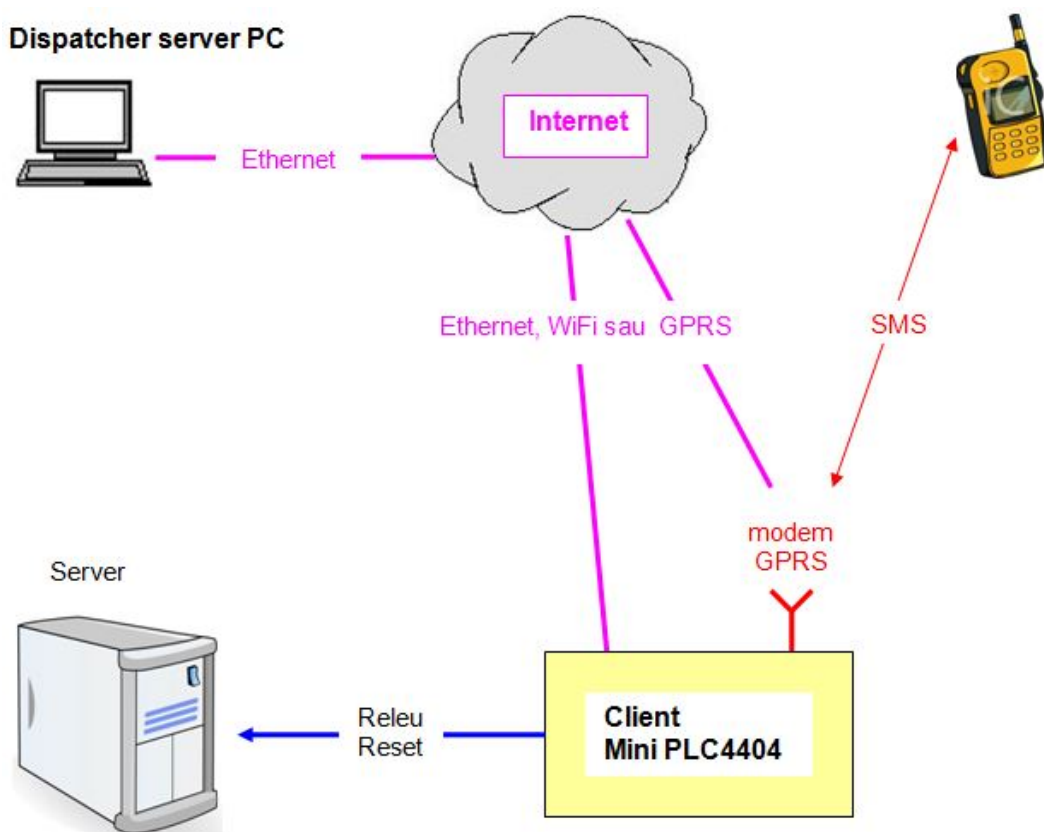 Dispatcher server PC
Internet
Ethernet
Ethernet, WiFi sau GPRS
SMS
modem
GPRS
Server
Releu
Reset
Client
Mini PLC4404